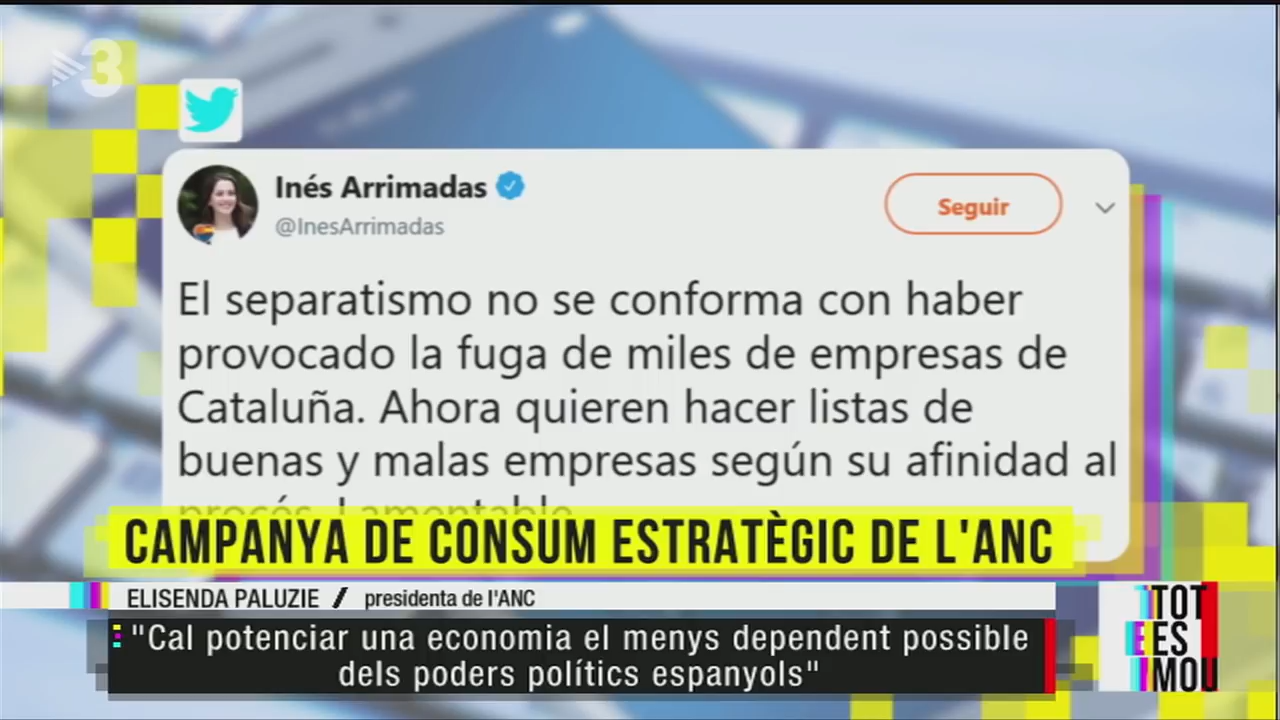 3
Inés Arrimadas
@InesArrimadas
Seguir
El separatismo no se conforma con haber
provocado la fuga de miles de empresas de
Cataluña. Ahora quieren hacer listas de
buenas y malas empresas según su afinidad al
procés. Lamentable
CAMPANYA DE CONSUM ESTRATÈGIC DE L'ANC
ELISENDA PALUZIE / presidenta de l'ANC
"Cal potenciar una economia el menys dependent possible
dels poders polítics espanyols"
TOT
ES
MOU